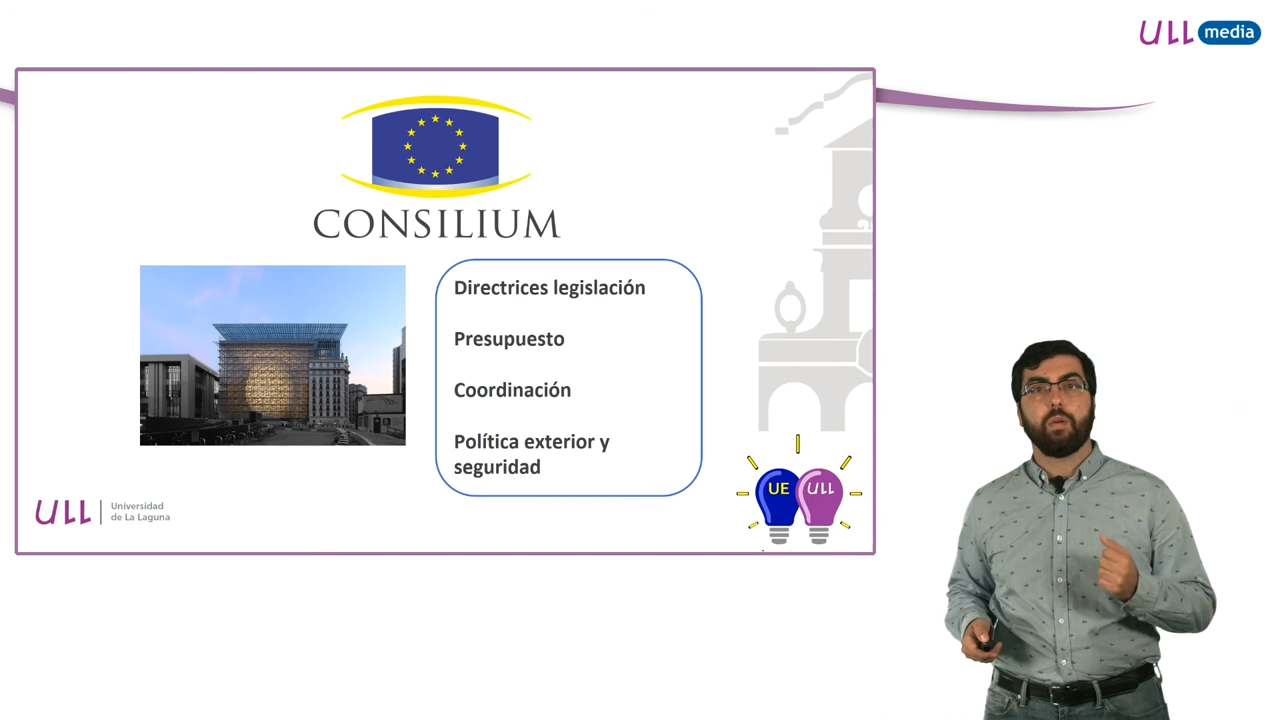 ULL media
CONSILIUM
Directrices legislación
Presupuesto
Coordinación
Política exterior y
seguridad
UE ULL
ULL Universidad
de La Laguna